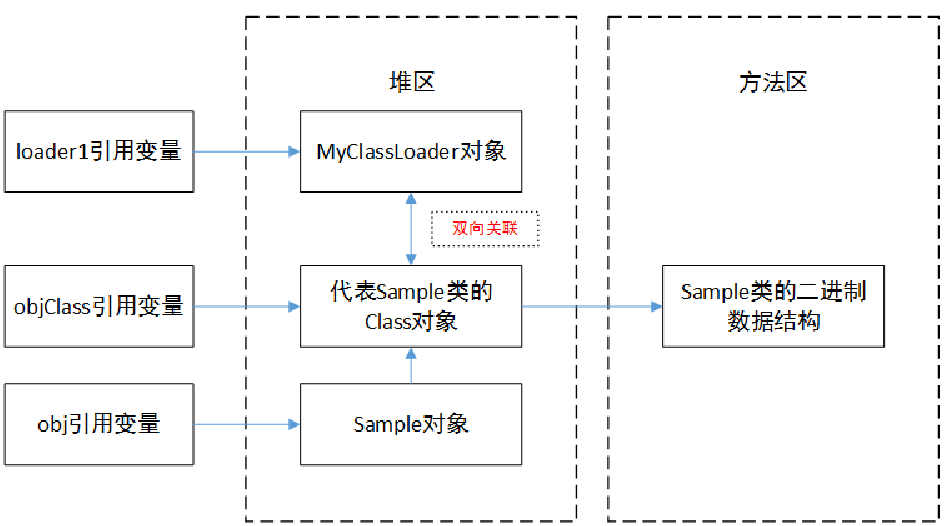 堆区
方法区
loader1引用变量
MyClassLoader对象
双向关联
objClass引用变量
代表Sample类的
Class对象
Sample类的二进制
数据结构
obj引用变量
Sample对象